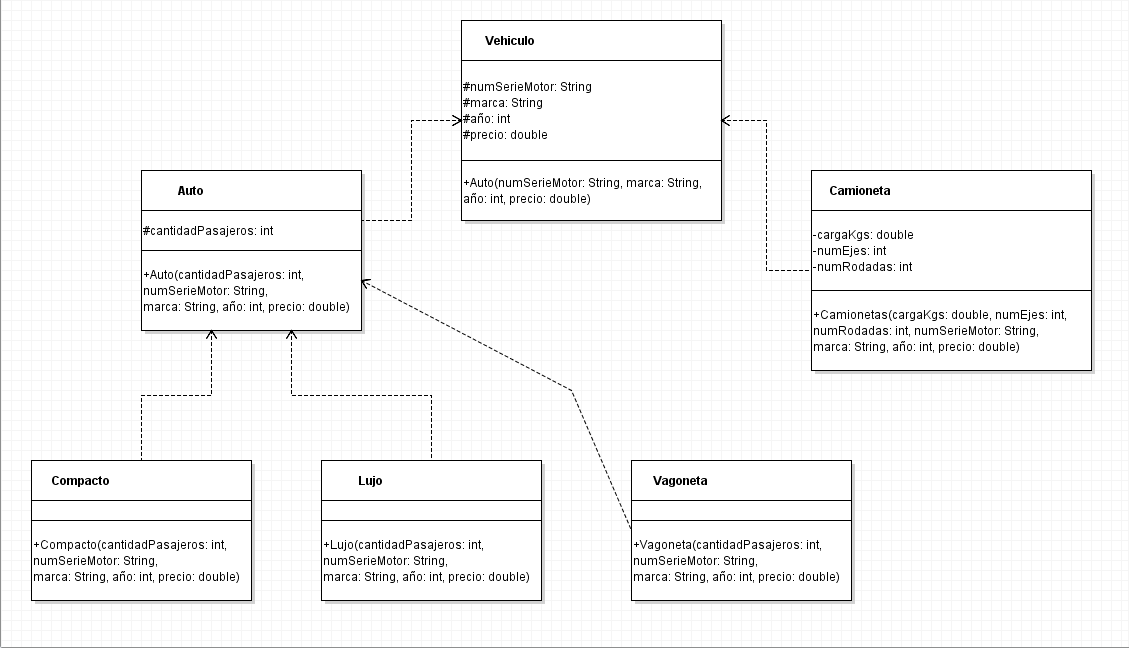 Vehiculo
#numSerieMotor: String
#marca: String
#año: int
#precio: double
+Auto(numSerieMotor: String, marca: String,
año: int, precio: double)
Auto
#cantidadPasajeros: int
+Auto(cantidadPasajeros: int,
numSerieMotor: String,
marca: String, año: int, precio: double)
Camioneta
-cargaKgs: double
-numEjes: int
-numRodadas: int
+Camionetas(cargaKgs: double, numEjes: int,
numRodadas: int, numSerieMotor: String,
marca: String, año: int, precio: double)
Compacto
+Compacto(cantidadPasajeros: int,
numSerieMotor: String,
marca: String, año: int, precio: double)
Lujo
+Lujo(cantidadPasajeros: int,
numSerieMotor: String,
marca: String, año: int, precio: double)
Vagoneta
+Vagoneta(cantidadPasajeros: int,
numSerieMotor: String,
marca: String, año: int, precio: double)